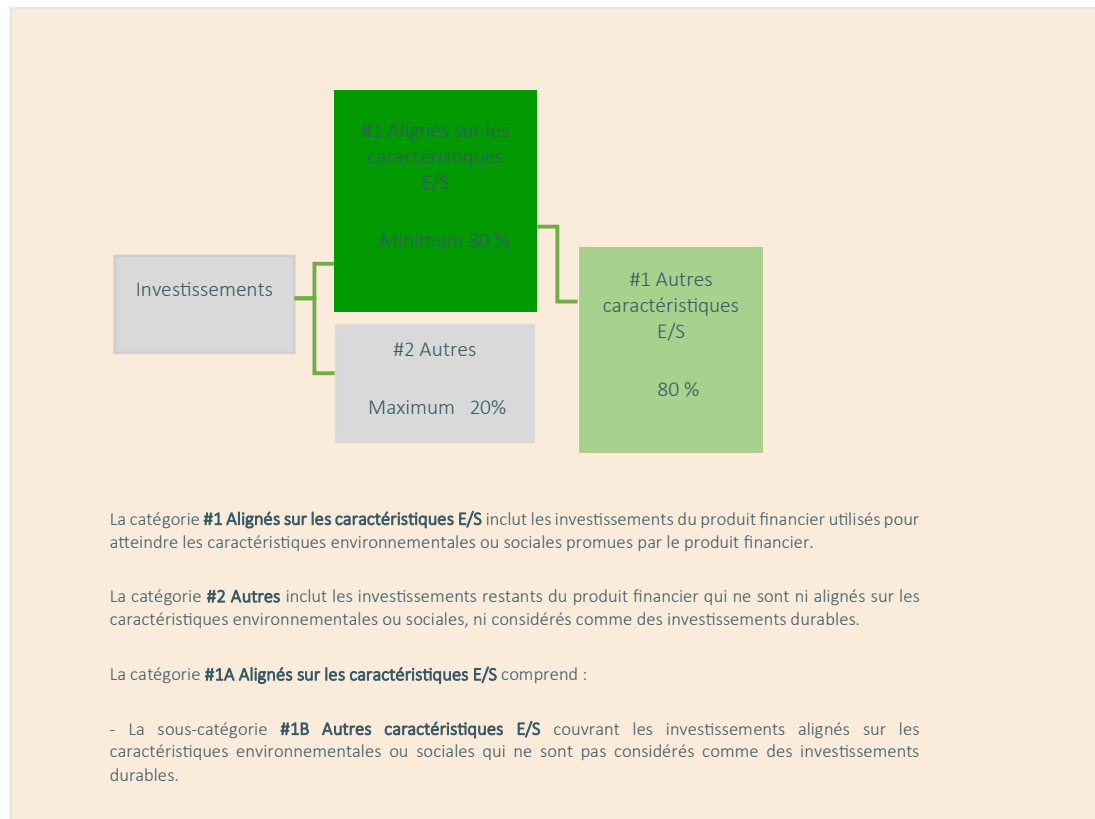 #1 Alignés sur les
caractéristiques
E/S
Minimum 80 %
Investissements
#2 Autres
Maximum 20%
#1 Autres
caractéristiques
E/S
80 %
La catégorie #1 Alignés sur les caractéristiques E/S inclut les investissements du produit financier utilisés pour
atteindre les caractéristiques environnementales ou sociales promues par le produit financier.
La catégorie #2 Autres inclut les investissements restants du produit financier qui ne sont ni alignés sur les
caractéristiques environnementales ou sociales, ni considérés comme des investissements durables.
La catégorie #1A Alignés sur les caractéristiques E/S comprend :
- La sous-catégorie #1B Autres caractéristiques E/S couvrant les investissements alignés sur les
caractéristiques environnementales ou sociales qui ne sont pas considérés comme des investissements
durables.